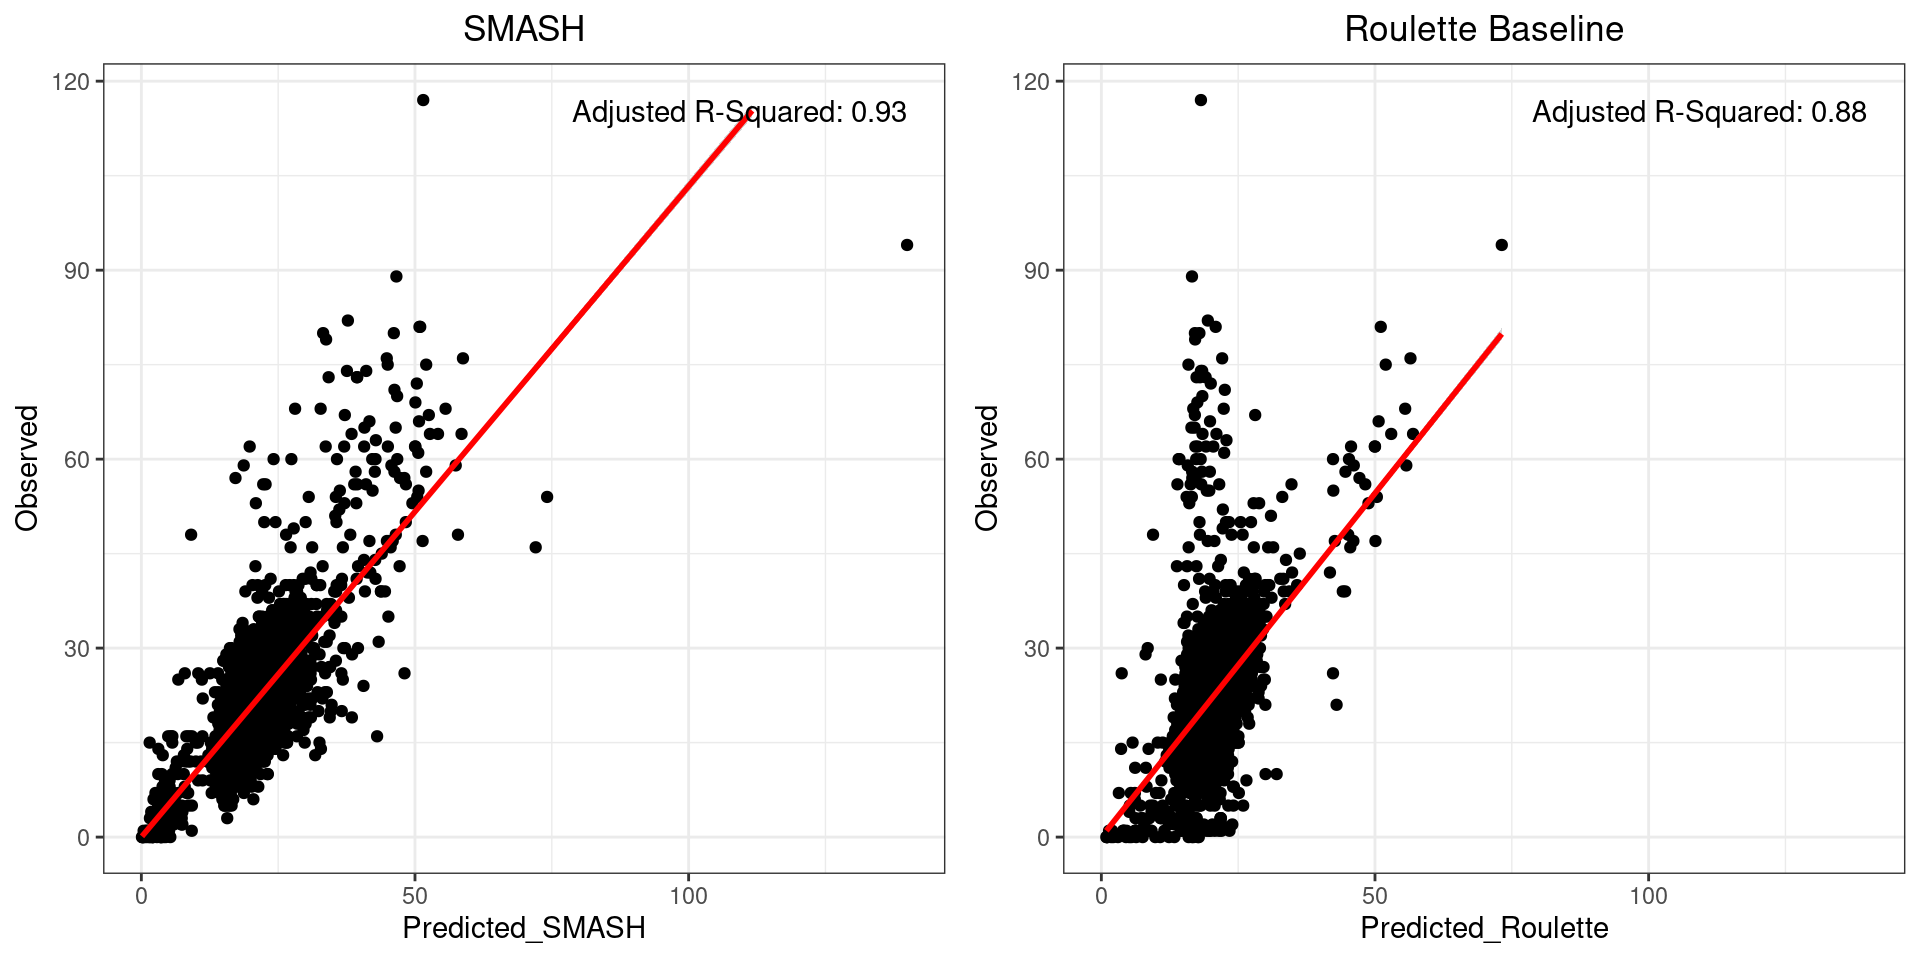 SMASH
Adjusted R-Squared: 0.93
Observed
120
90
60
30
0
0 50 100
Predicted_SMASH
Roulette Baseline
Adjusted R-Squared: 0.88
Observed
120
90
60
30
0
0 50 100
Predicted_Roulette